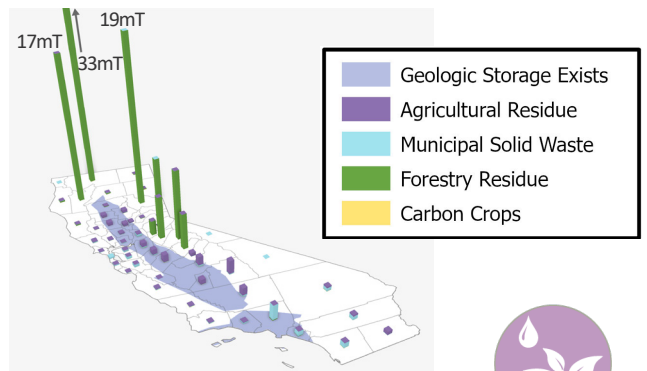 19mT
17mT
33mT
Geologic Storage Exists
Agricultural Residue
Municipal Solid Waste
Forestry Residue
Carbon Crops